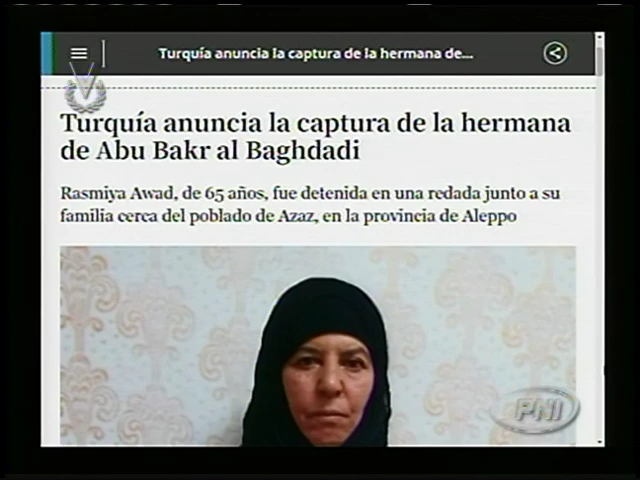 Turquía anuncia la captura de la hermana de...
Turquía anuncia la captura de la hermana
de Abu Bakr al Baghdadi
Rasmiya Awad, de 65 años, fue detenida en una redada junto a su
familia cerca del poblado de Azaz, en la provincia de Aleppo
PNI